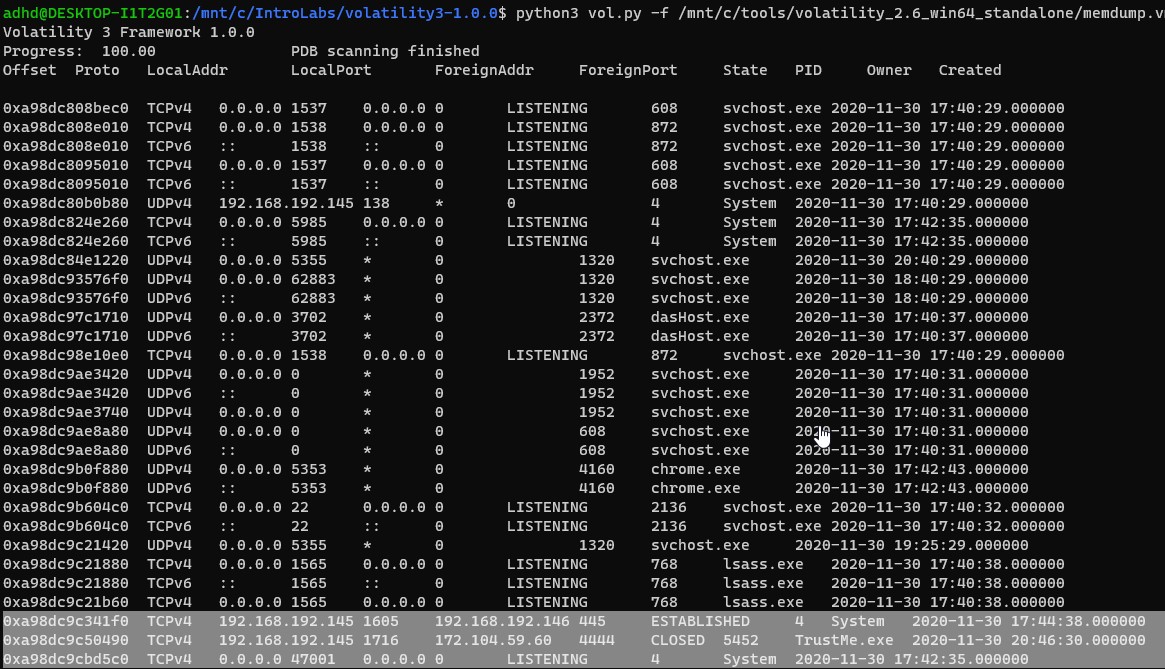 adhd@DESKTOP-I1T2G01:/mnt/c/IntroLabs/volatility3-1.0.0$ python3 vol.py -f /mnt/c/tools/volatility_2.6_win64_standalone/memdump.v
Volatility 3 Framework 1.0.0
Progress: 100.00 PDB scanning finished
Offset Proto LocalAddr LocalPort ForeignAddr ForeignPort State PID Owner Created
0xa98dc808bec0 TCPv4 0.0.0.0 1537 0.0.0.0 0 LISTENING 608 svchost.exe 2020-11-30 17:40:29.000000
0xa98dc808e010 TCPv4 0.0.0.0 1538 0.0.0.0 0 LISTENING 872 svchost.exe 2020-11-30 17:40:29.000000
0xa98dc808e010 TCPv6 :: 1538 :: 0 LISTENING 872 svchost.exe 2020-11-30 17:40:29.000000
0xa98dc8095010 TCPv4 0.0.0.0 1537 0.0.0.0 0 LISTENING 608 svchost.exe 2020-11-30 17:40:29.000000
0xa98dc8095010 TCPv6 :: 1537 :: 0 LISTENING 608 svchost.exe 2020-11-30 17:40:29.000000
0xa98dc80b0b80 UDPv4 192.168.192.145 138 * 0 4 System 2020-11-30 17:40:29.000000
0xa98dc824e260 TCPv4 0.0.0.0 5985 0.0.0.0 0 LISTENING 4 System 2020-11-30 17:42:35.000000
0xa98dc824e260 TCPv6 :: 5985 :: 0 LISTENING 4 System 2020-11-30 17:42:35.000000
0xa98dc84e1220 UDPv4 0.0.0.0 5355 * 0 1320 svchost.exe 2020-11-30 20:40:29.000000
0xa98dc93576f0 UDPv4 0.0.0.0 62883 * 0 1320 svchost.exe 2020-11-30 18:40:29.000000
0xa98dc93576f0 UDPv6 :: 62883 * 0 1320 svchost.exe 2020-11-30 18:40:29.000000
0xa98dc97c1710 UDPv4 0.0.0.0 3702 * 0 2372 dasHost.exe 2020-11-30 17:40:37.000000
0xa98dc97c1710 UDPv6 :: 3702 * 0 2372 dasHost.exe 2020-11-30 17:40:37.000000
0xa98dc98e10e0 TCPv4 0.0.0.0 1538 0.0.0.0 0 LISTENING 872 svchost.exe 2020-11-30 17:40:29.000000
0xa98dc9ae3420 UDPv4 0.0.0.0 0 * 0 1952 svchost.exe 2020-11-30 17:40:31.000000
0xa98dc9ae3420 UDPv6 :: 0 * 0 1952 svchost.exe 2020-11-30 17:40:31.000000
0xa98dc9ae3740 UDPv4 0.0.0.0 0 * 0 1952 svchost.exe 2020-11-30 17:40:31.000000
0xa98dc9ae8a80 UDPv4 0.0.0.0 0 * 0 608 svchost.exe 2020-11-30 17:40:31.000000
0xa98dc9ae8a80 UDPv6 :: 0 * 0 608 svchost.exe 2020-11-30 17:40:31.000000
0xa98dc9b0f880 UDPv4 0.0.0.0 5353 * 0 4160 chrome.exe 2020-11-30 17:42:43.000000
0xa98dc9b0f880 UDPv6 :: 5353 * 0 4160 chrome.exe 2020-11-30 17:42:43.000000
0xa98dc9b604c0 TCPv4 0.0.0.0 22 0.0.0.0 0 LISTENING 2136 svchost.exe 2020-11-30 17:40:32.000000
0xa98dc9b604c0 TCPv6 :: 22 :: 0 LISTENING 2136 svchost.exe 2020-11-30 17:40:32.000000
0xa98dc9c21420 UDPv4 0.0.0.0 5355 * 0 1320 svchost.exe 2020-11-30 19:25:29.000000
0xa98dc9c21880 TCPv4 0.0.0.0 1565 0.0.0.0 0 LISTENING 768 lsass.exe 2020-11-30 17:40:38.000000
0xa98dc9c21880 TCPv6 :: 1565 :: 0 LISTENING 768 lsass.exe 2020-11-30 17:40:38.000000
0xa98dc9c21b60 TCPv4 0.0.0.0 1565 0.0.0.0 0 LISTENING 768 lsass.exe 2020-11-30 17:40:38.000000
0xa98dc9c341f0 TCPv4 192.168.192.145 1605 192.168.192.146 445 ESTABLISHED 4 System 2020-11-30 17:44:38.000000
0xa98dc9c50490 TCPv4 192.168.192.145 1716 172.104.59.60 4444 CLOSED 5452 TrustMe.exe 2020-11-30 20:46:30.000000
0xa98dc9cbd5c0 TCPv4 0.0.0.0 47001 0.0.0.0 0 LISTENING 4 System 2020-11-30 17:42:35.000000